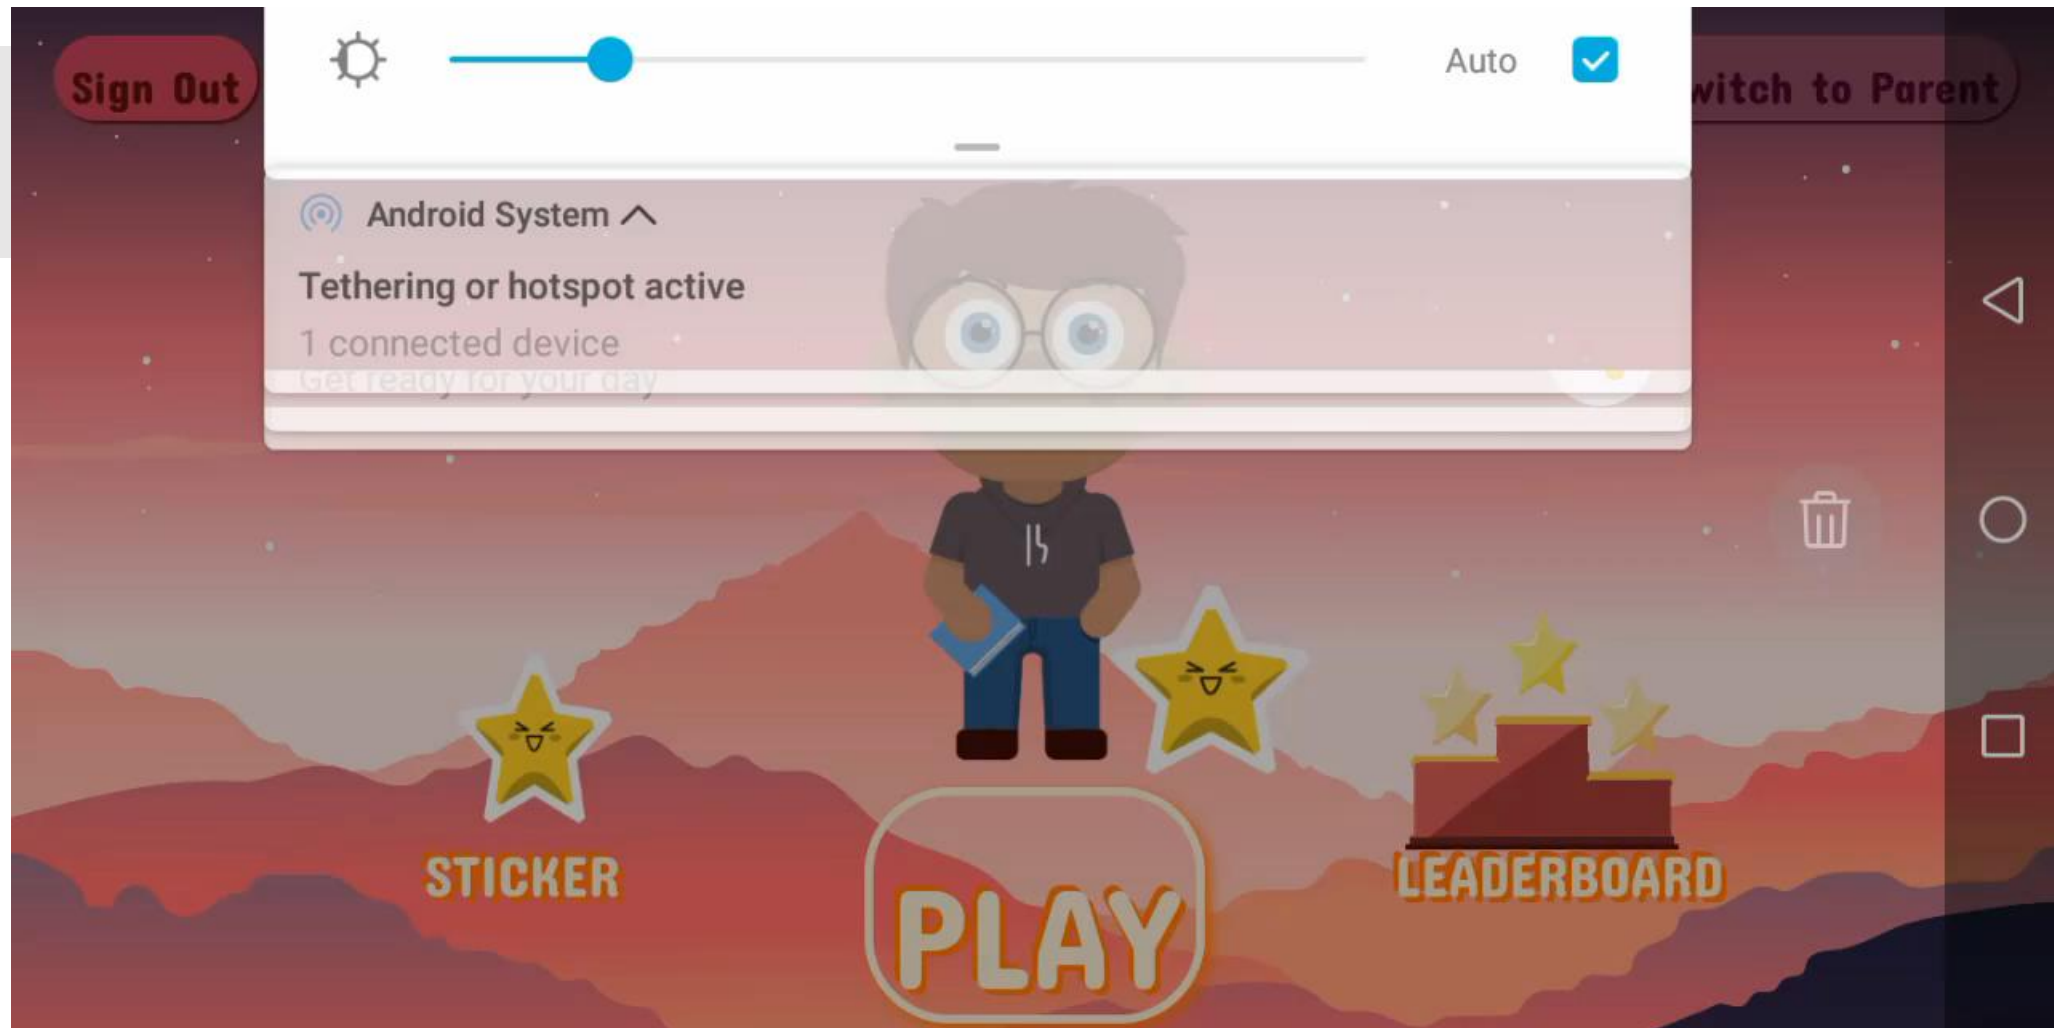 Sign Out
Auto
witch to Parent
Android System
Tethering or hotspot active
1 connected device
Get ready for your day
STICKER
LEADERBOARD
PLAY